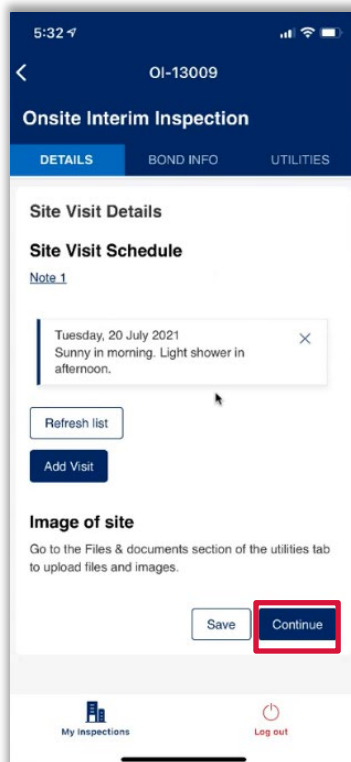 5:32
OI-13009
Onsite Interim Inspection
DETAILS BOND INFO UTILITIES
Site Visit Details
Site Visit Schedule
Note 1
Tuesday, 20 July 2021
Sunny in morning. Light shower in
afternoon.
Refresh list
Add Visit
Image of site
Go to the Files & documents section of the utilities tab
to upload files and images.
Save Continue
My Inspections Log out